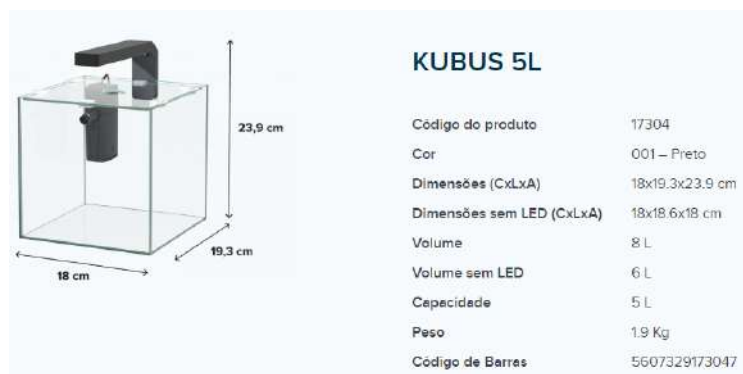 KUBUS 5L
23,9 cm
19,3 cm
18 cm
Código do produto 17304
Cor 001 – Preto
Dimensões (CxLxA) 18x19.3x23.9 cm
Dimensões sem LED (CxLxA) 18x18.6x18 cm
Volume 8 L
Volume sem LED 6 L
Capacidade 5 L
Peso 1.9 Kg
Código de Barras 5607329173047